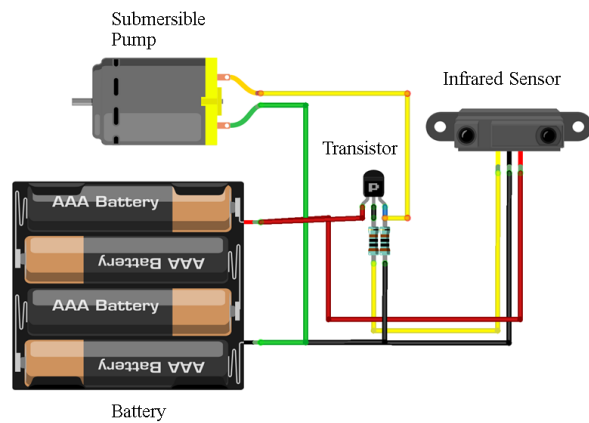 Submersible
Pump
Infrared Sensor
Transistor
P
AAA Battery
AAA Battery
AAA Battery
AAA Battery
Battery